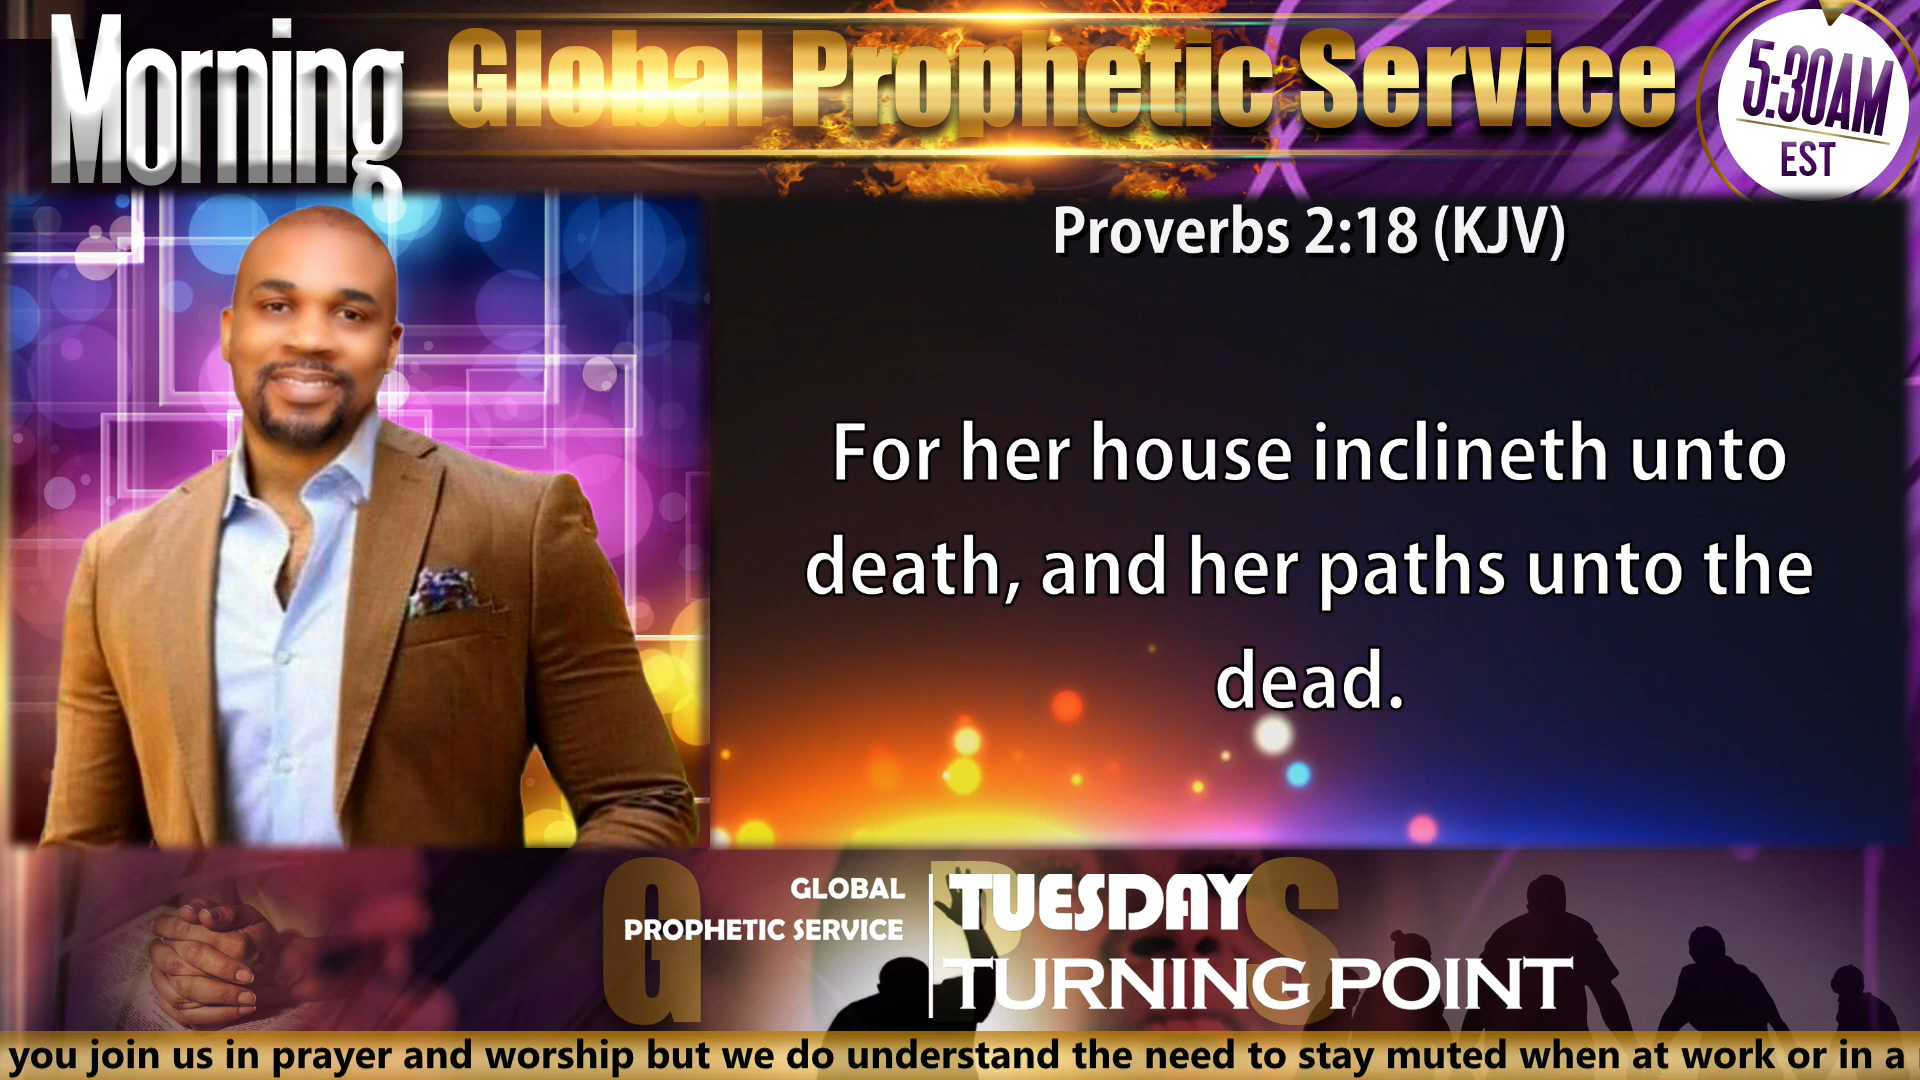 Morning
Global Prophetic Service
5:30AM
EST
Proverbs 2:18 (KJV)
For her house inclineth unto
death, and her paths unto the
dead.
G P S
GLOBAL
PROPHETIC SERVICE
TUESDAY
TURNING POINT
you join us in prayer and worship but we do understand the need to stay muted when at work or in a